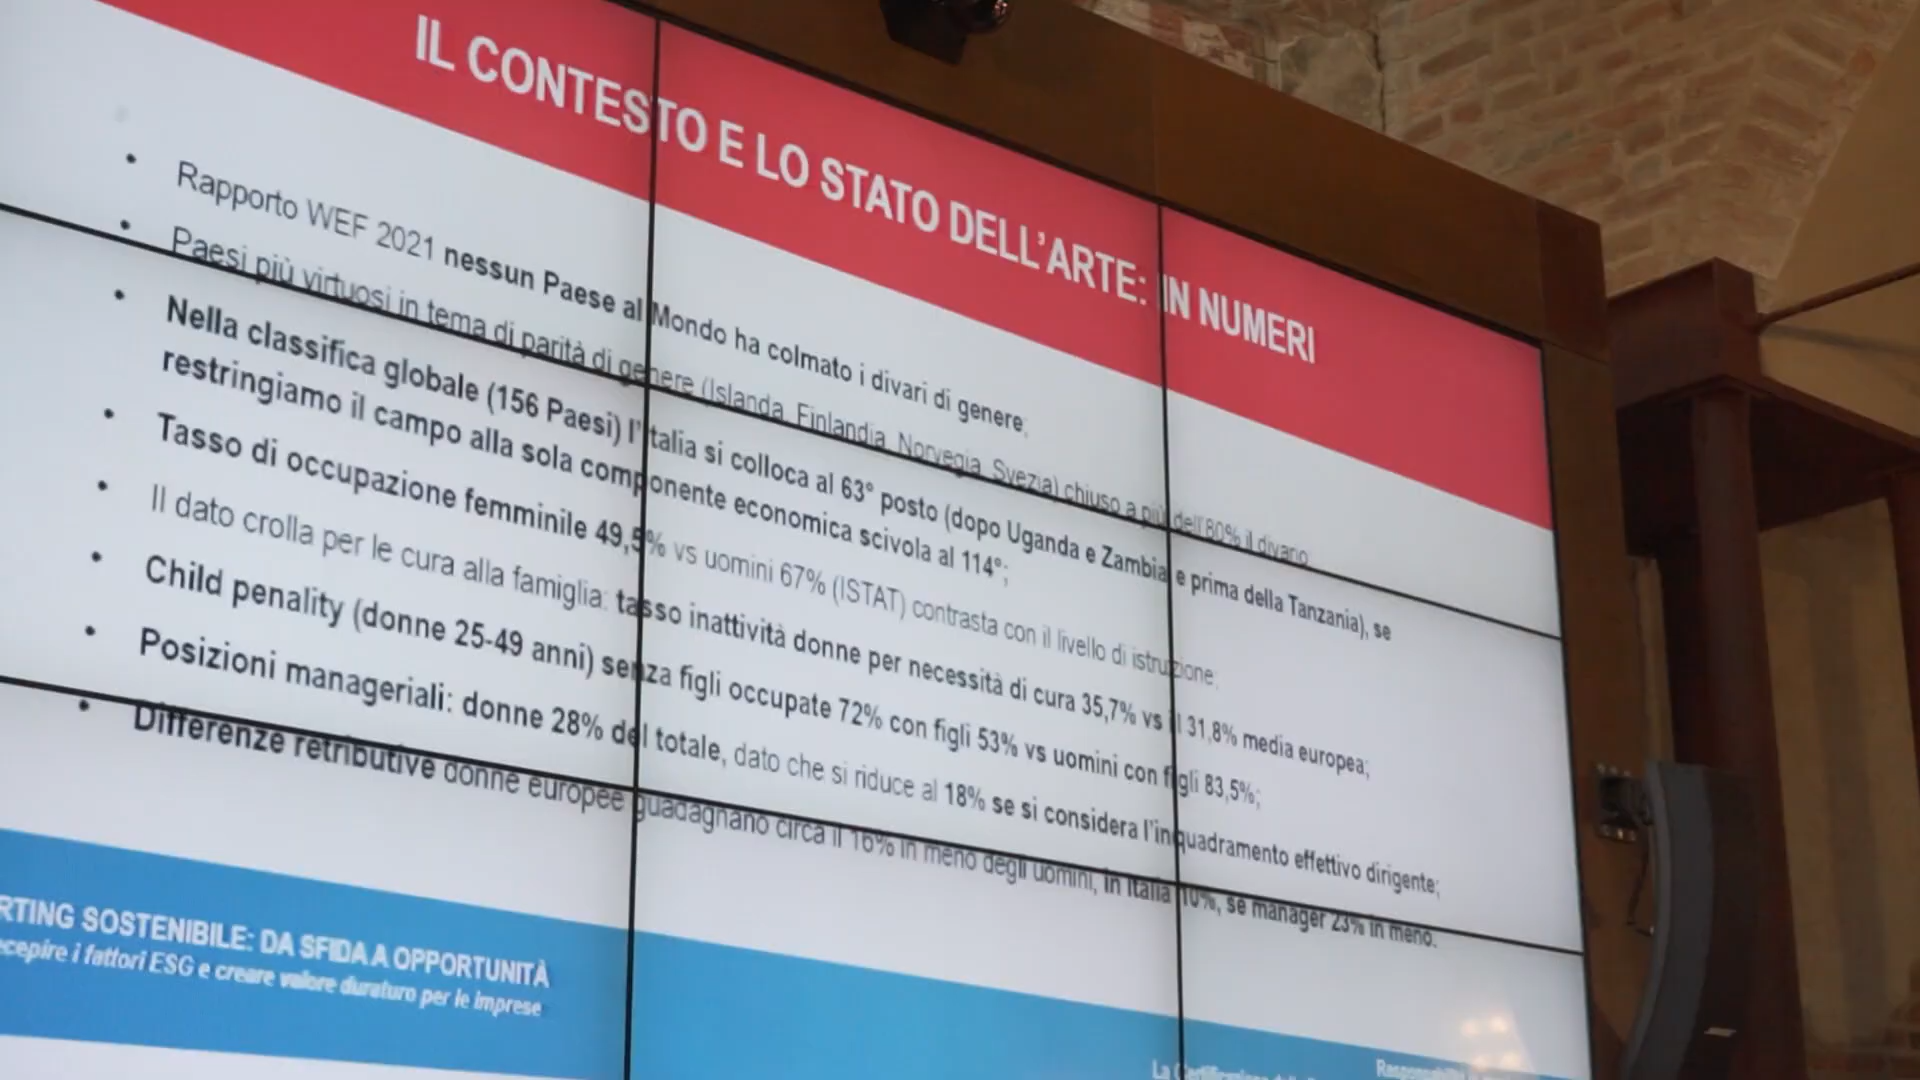 IL CONTESTO E LO STATO DELL'ARTE: IN NUMERI
• Rapporto WEF 2021 nessun Paese al Mondo ha colmato i divari di genere;
• Paesi più virtuosi in tema di parità di genere (Islanda, Finlandia, Norvegia, Svezia) chiuso a più dell'80% il divario
• Nella classifica globale (156 Paesi) l'Italia si colloca al 63° posto (dopo Uganda e Zambia e prima della Tanzania), se
restringiamo il campo alla sola componente economica scivola al 114°;
• Tasso di occupazione femminile 49,5% vs uomini 67% (ISTAT) contrasta con il livello di istruzione;
• Il dato crolla per le cura alla famiglia: tasso inattività donne per necessità di cura 35,7% vs il 31,8% media europea;
• Child penality (donne 25-49 anni) senza figli occupate 72% con figli 53% vs uomini con figli 83,5%;
• Posizioni manageriali: donne 28% del totale, dato che si riduce al 18% se si considera l'inquadramento effettivo dirigente;
• Differenze retributive donne europee guadagnano circa il 16% in meno degli uomini, in Italia 10%, se manager 23% in meno.
RTING SOSTENIBILE: DA SFIDA A OPPORTUNITÀ
ecepire i fattori ESG e creare valore duraturo per le imprese
La Certificazione